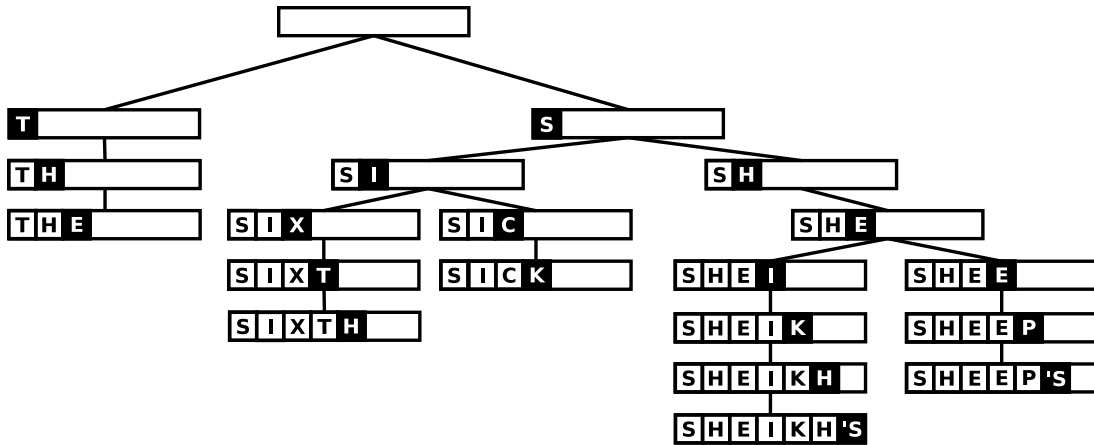 T
S
TH
SI
SH
THE
SIX
SIC
SHE
SIXT
SICK
SHEI
SHEE
SIXTH
SHEIK
SHEEP
SHEIKH
SHEEP'S
SHEIKH'S